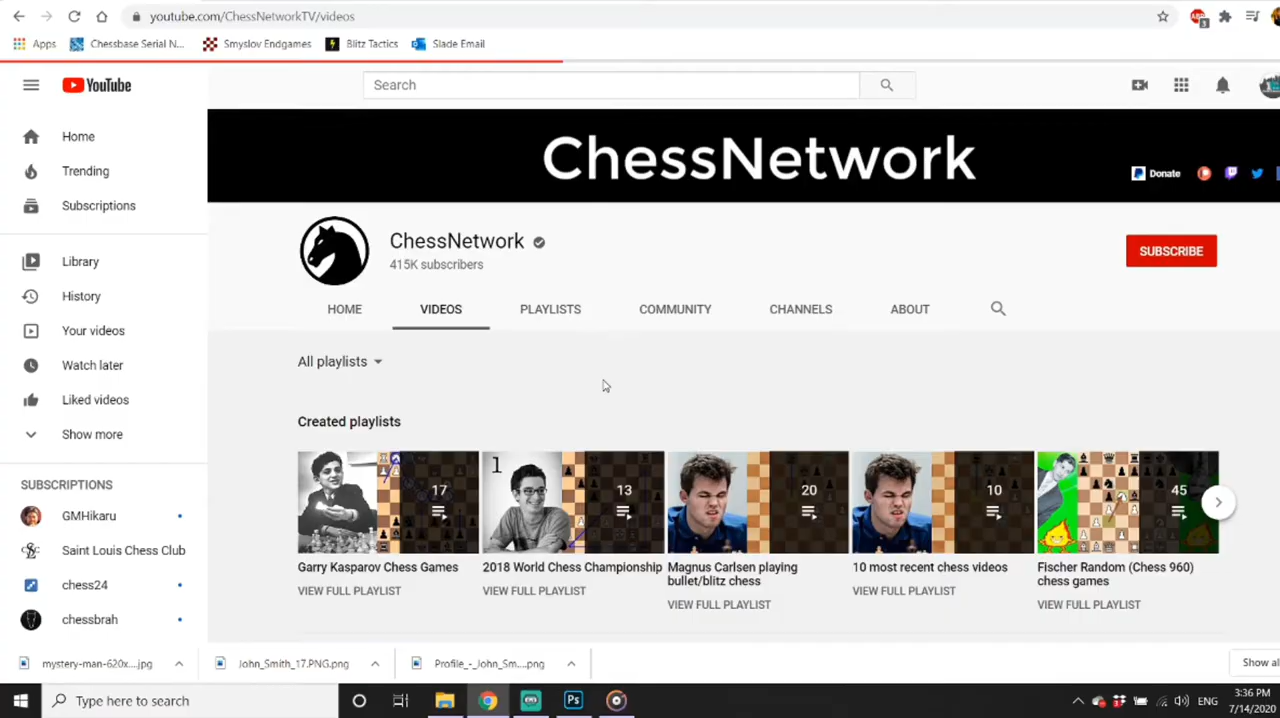 youtube.com/ChessNetworkTV/videos
Apps Chessbase Serial N... Smyslov Endgames Blitz Tactics Slade Email
YouTube
Search
Home
Trending
Subscriptions
Library
History
Your videos
Watch later
Liked videos
Show more
SUBSCRIPTIONS
GMHikaru
Saint Louis Chess Club
chess24
chessbrah
ChessNetwork
Donate
ChessNetwork
415K subscribers
SUBSCRIBE
HOME VIDEOS PLAYLISTS COMMUNITY CHANNELS ABOUT
All playlists
Created playlists
17
Garry Kasparov Chess Games
VIEW FULL PLAYLIST
1
13
2018 World Chess Championship
VIEW FULL PLAYLIST
20
Magnus Carlsen playing
bullet/blitz chess
VIEW FULL PLAYLIST
10
10 most recent chess videos
VIEW FULL PLAYLIST
45
Fischer Random (Chess 960)
chess games
VIEW FULL PLAYLIST
mystery-man-620x....jpg John_Smith_17.PNG.png Profile_-_John_Sm....png Show al
Type here to search
Ps
ENG
3:36 PM
7/14/2020